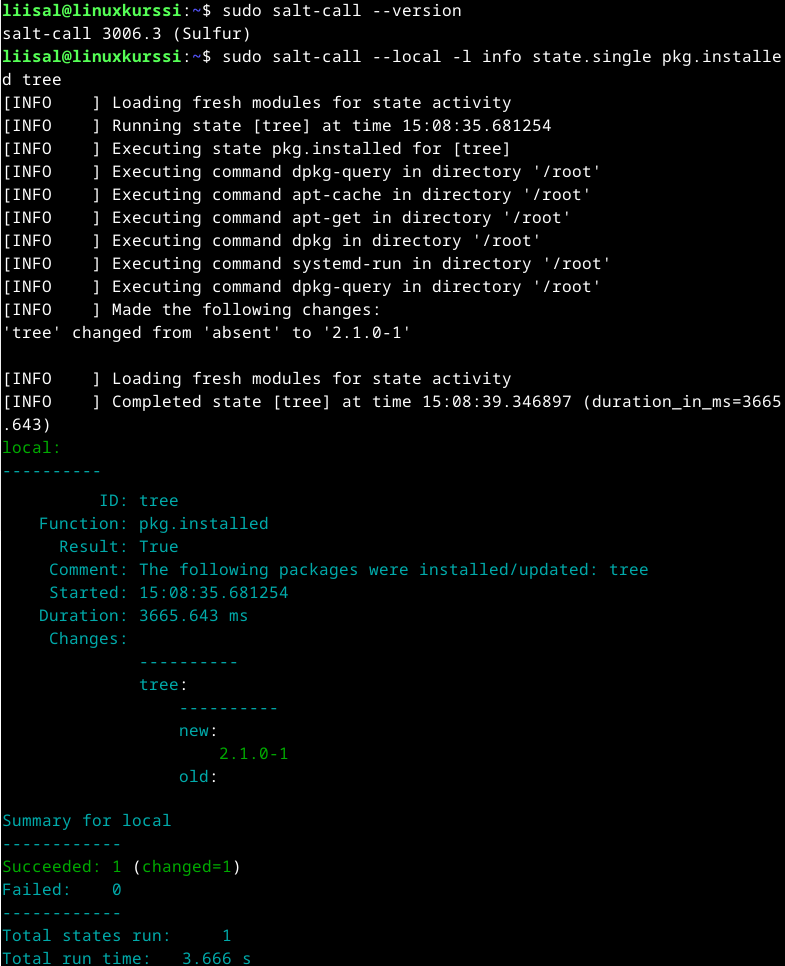 liisal@linuxkurssi:~$ sudo salt-call --version
salt-call 3006.3 (Sulfur)
liisal@linuxkurssi:~$ sudo salt-call --local -l info state.single pkg.installe
d tree
[INFO    ] Loading fresh modules for state activity
[INFO    ] Running state [tree] at time 15:08:35.681254
[INFO    ] Executing state pkg.installed for [tree]
[INFO    ] Executing command dpkg-query in directory '/root'
[INFO    ] Executing command apt-cache in directory '/root'
[INFO    ] Executing command apt-get in directory '/root'
[INFO    ] Executing command dpkg in directory '/root'
[INFO    ] Executing command systemd-run in directory '/root'
[INFO    ] Executing command dpkg-query in directory '/root'
[INFO    ] Made the following changes:
'tree' changed from 'absent' to '2.1.0-1'

[INFO    ] Loading fresh modules for state activity
[INFO    ] Completed state [tree] at time 15:08:39.346897 (duration_in_ms=3665
.643)
local:
----------
          ID: tree
    Function: pkg.installed
      Result: True
     Comment: The following packages were installed/updated: tree
     Started: 15:08:35.681254
    Duration: 3665.643 ms
     Changes:
              ----------
              tree:
                  ----------
                  new:
                      2.1.0-1
                  old:

Summary for local
------------
Succeeded: 1 (changed=1)
Failed:    0
------------
Total states run:     1
Total run time:   3.666 s